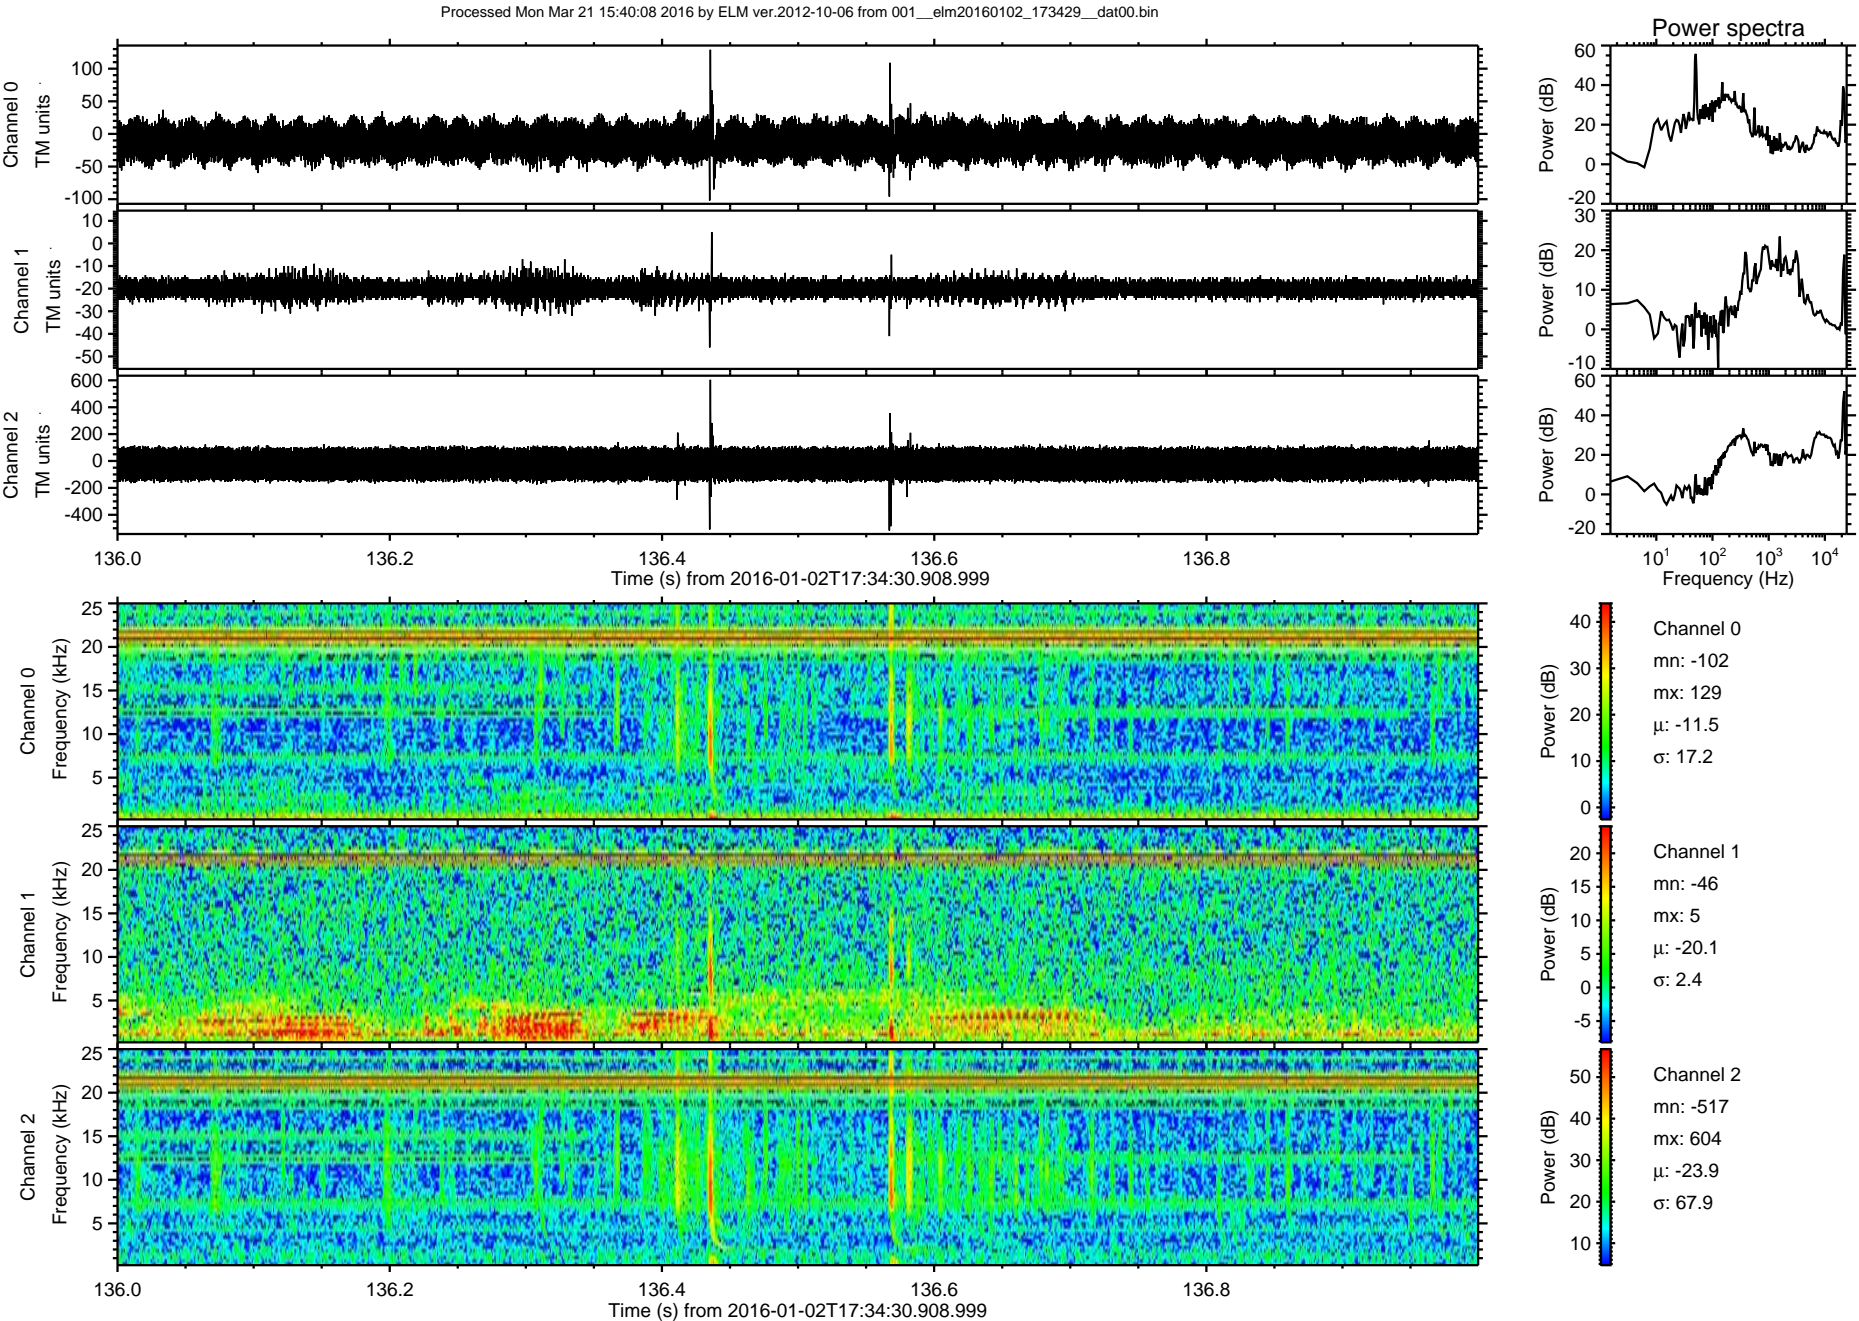 Processed Mon Mar 21 15:40:08 2016 by ELM ver.2012-10-06 from 001__elm20160102_173429__dat00.bin
Power spectra
Channel 0
TM units
100
50
0
-50
-100
Power (dB)
60
40
20
0
-20
Channel 1
TM units
10
0
-10
-20
-30
-40
-50
Power (dB)
30
20
10
0
-10
Channel 2
TM units
600
400
200
0
-200
-400
Power (dB)
60
40
20
0
-20
136.0 136.2 136.4 136.6 136.8
Time (s) from 2016-01-02T17:34:30.908.999
10^1 10^2 10^3 10^4
Frequency (Hz)
Channel 0
Frequency (kHz)
25
20
15
10
5
Power (dB)
40
30
20
10
0
Channel 0
mn: -102
mx: 129
μ: -11.5
σ: 17.2
Channel 1
Frequency (kHz)
25
20
15
10
5
Power (dB)
20
15
10
5
0
-5
Channel 1
mn: -46
mx: 5
μ: -20.1
σ: 2.4
Channel 2
Frequency (kHz)
25
20
15
10
5
Power (dB)
50
40
30
20
10
Channel 2
mn: -517
mx: 604
μ: -23.9
σ: 67.9
136.0 136.2 136.4 136.6 136.8
Time (s) from 2016-01-02T17:34:30.908.999